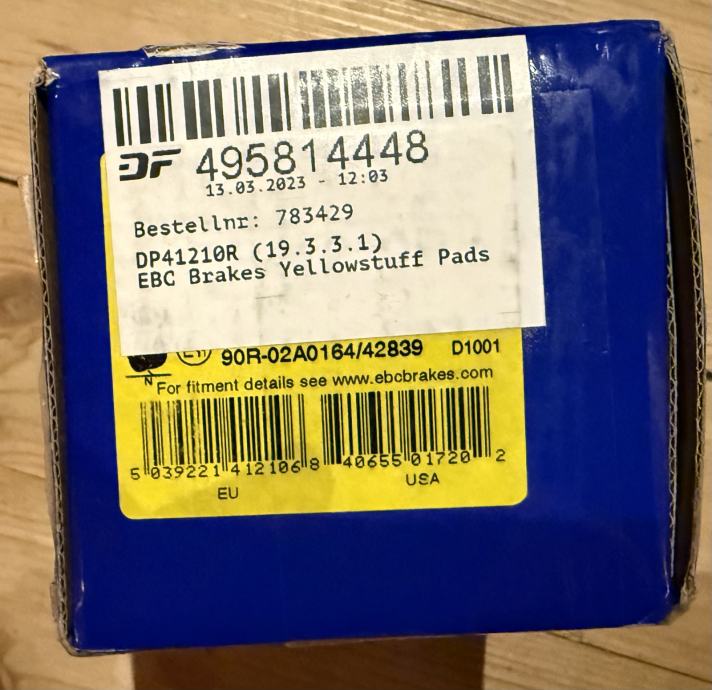 DF 495814448
13.03.2023 - 12:03
Bestellnr: 783429
DP41210R (19.3.3.1)
EBC Brakes Yellowstuff Pads
90R-02A0164/42839 D1001
N
For fitment details see www.ebcbrakes.com
5 039221 412106 8
40655 01720 2
EU
USA